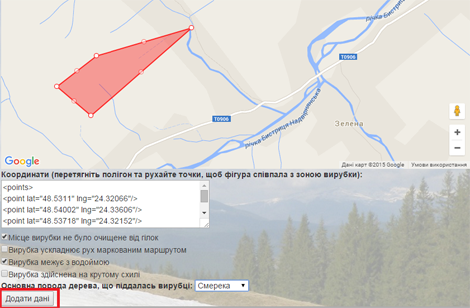 річка Бистриця
T0906
T0906
річка Бистриця-Надвірнянська
Зелена
Google
Дані карт ©2015 Google Умови використання
Координати (перетягніть полігон та рухайте точки, щоб фігура співпала з зоною вирубки):
<points>
<point lat="48.5311" lng="24.32066"/>
<point lat="48.54002" lng="24.33606"/>
<point lat="48.53718" lng="24.32152"/>
Місце вирубки не було очищене від гілок
Вирубка ускладнює рух маркованим маршрутом
Вирубка межує з водоймою
Вирубка здійснена на крутому схилі
Основна порода дерева, що піддалась вирубці: Смерека
Додати дані